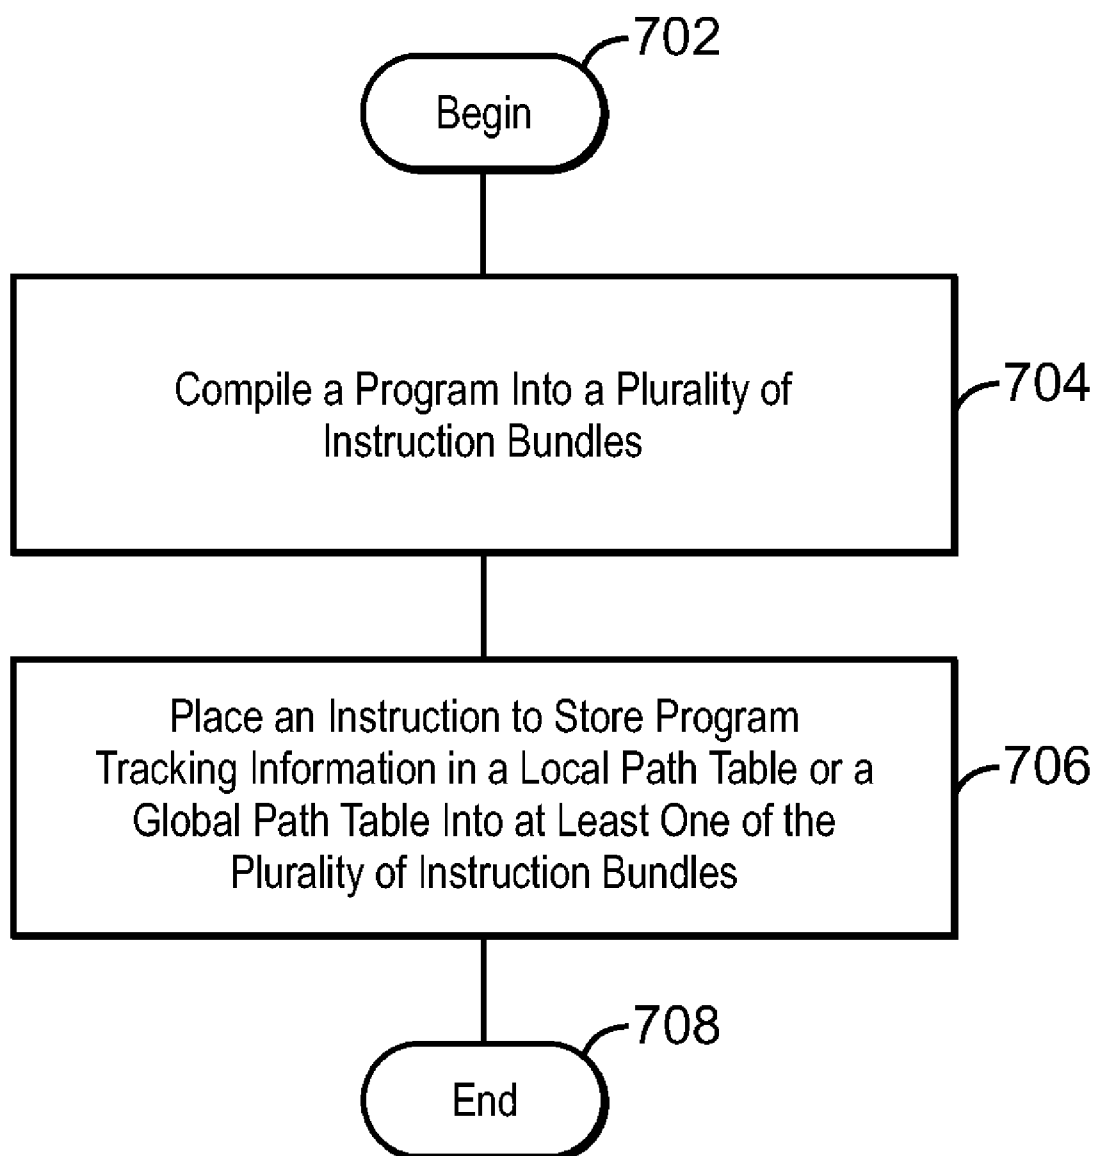 702
Begin
704
Compile a Program Into a Plurality of
Instruction Bundles
706
Place an Instruction to Store Program
Tracking Information in a Local Path Table or a
Global Path Table Into at Least One of the
Plurality of Instruction Bundles
708
End